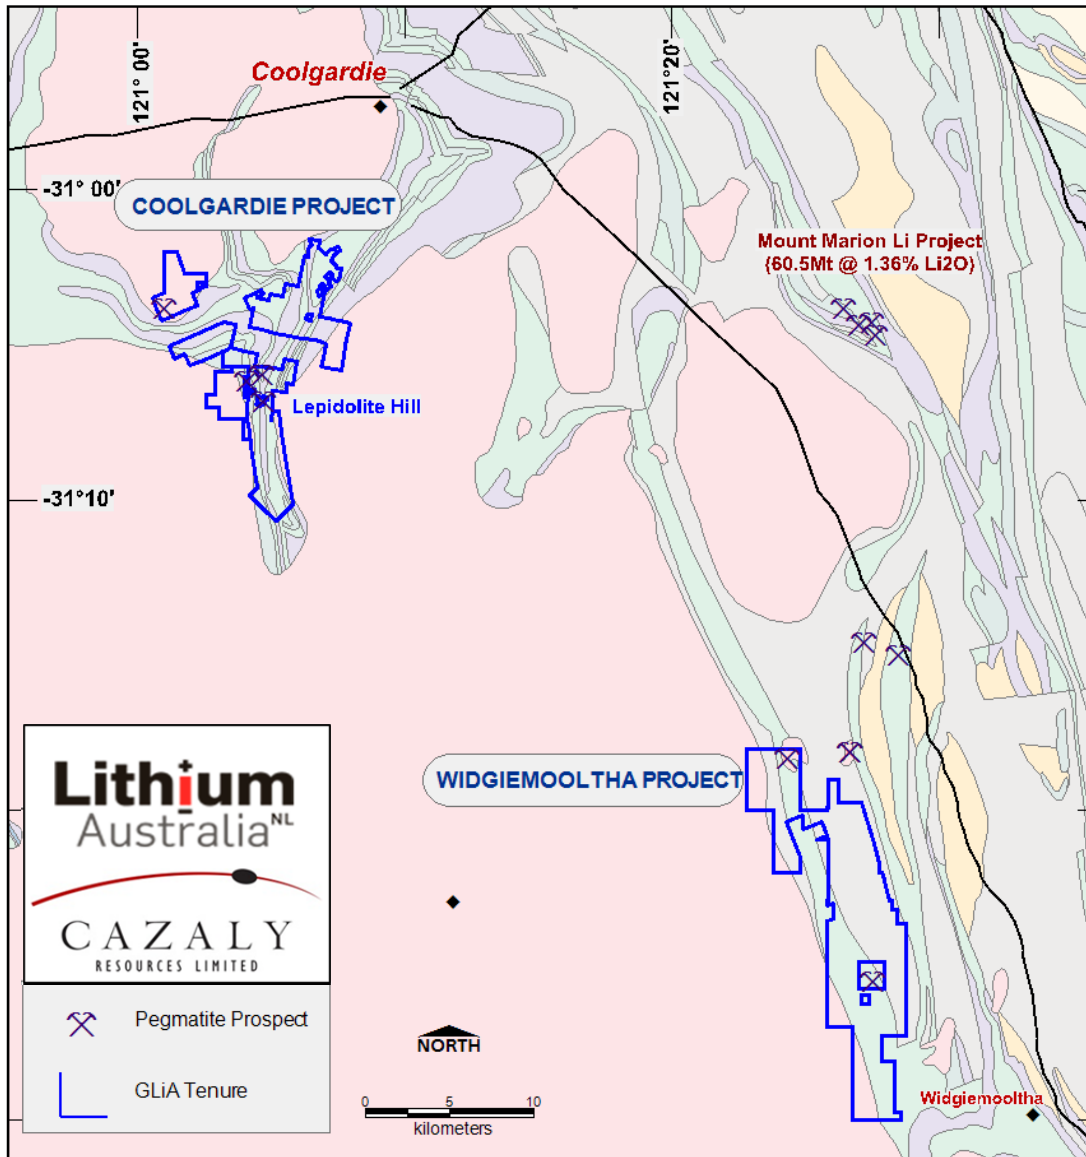 121° 00'
121° 20'
Coolgardie
-31° 00'
COOLGARDIE PROJECT
Mount Marion Li Project
(60.5Mt @ 1.36% Li2O)
Lepidolite Hill
-31°10'
WIDGIEMOOLTHA PROJECT
Lithium
Australia NL
CAZALY
RESOURCES LIMITED
Pegmatite Prospect
GLiA Tenure
NORTH
0 5 10
kilometers
Widgiemooltha